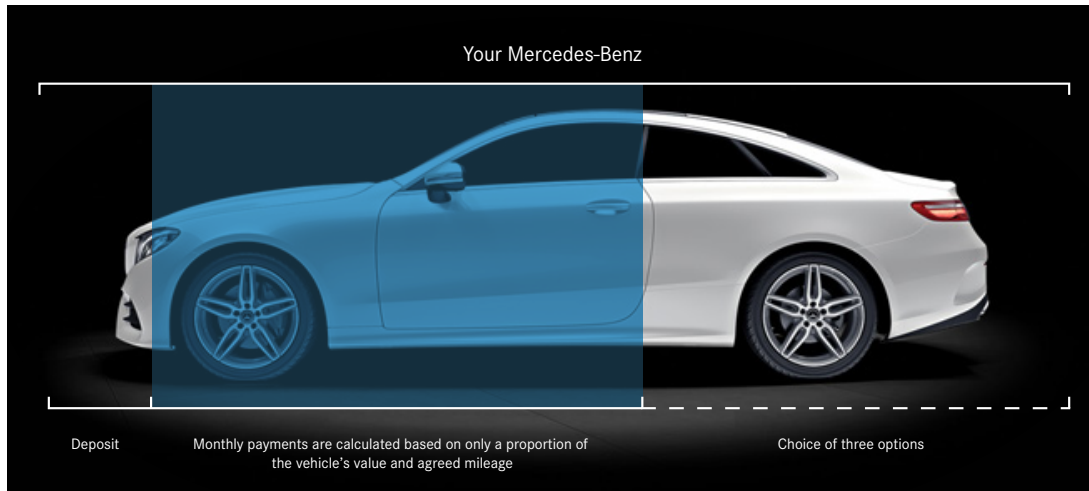 Your Mercedes-Benz
Deposit
Monthly payments are calculated based on only a proportion of
the vehicle's value and agreed mileage
Choice of three options